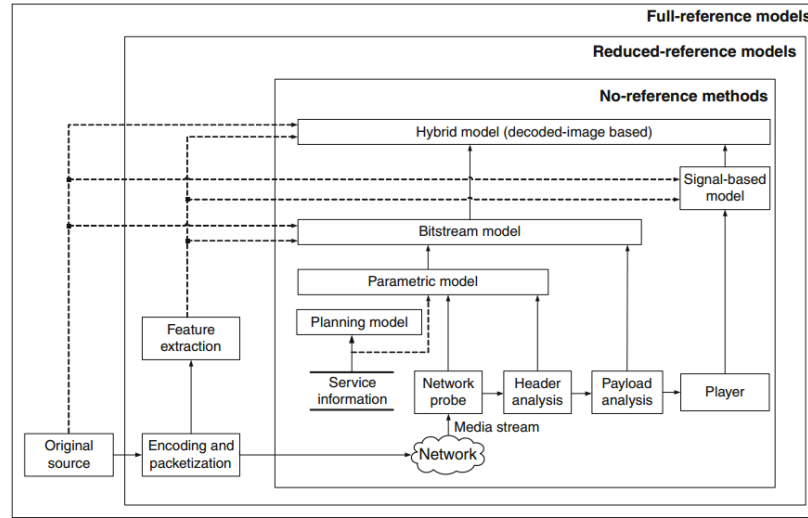 Full-reference models
Reduced-reference models
No-reference methods
Hybrid model (decoded-image based)
Signal-based
model
Bitstream model
Parametric model
Planning model
Feature
extraction
Service
information
Network
probe
Header
analysis
Payload
analysis
Player
Media stream
Original
source
Encoding and
packetization
Network